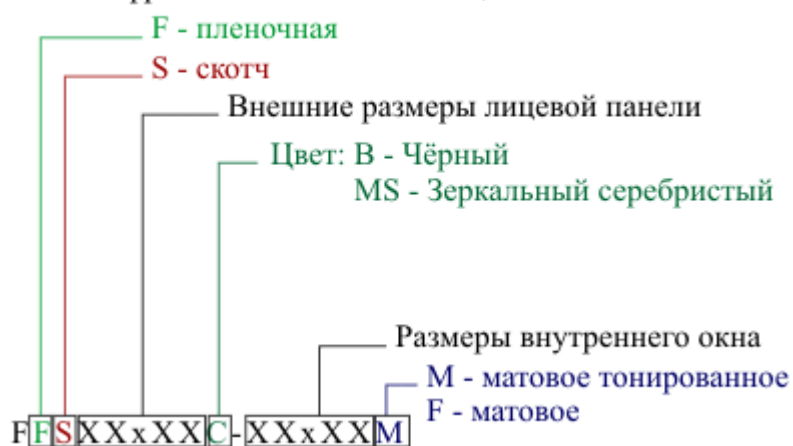 F - пленочная
S - скотч
Внешние размеры лицевой панели
Цвет: B - Чёрный
MS - Зеркальный серебристый
Размеры внутреннего окна
M - матовое тонированное
F - матовое
FFSXXxXXC-XXxXXM